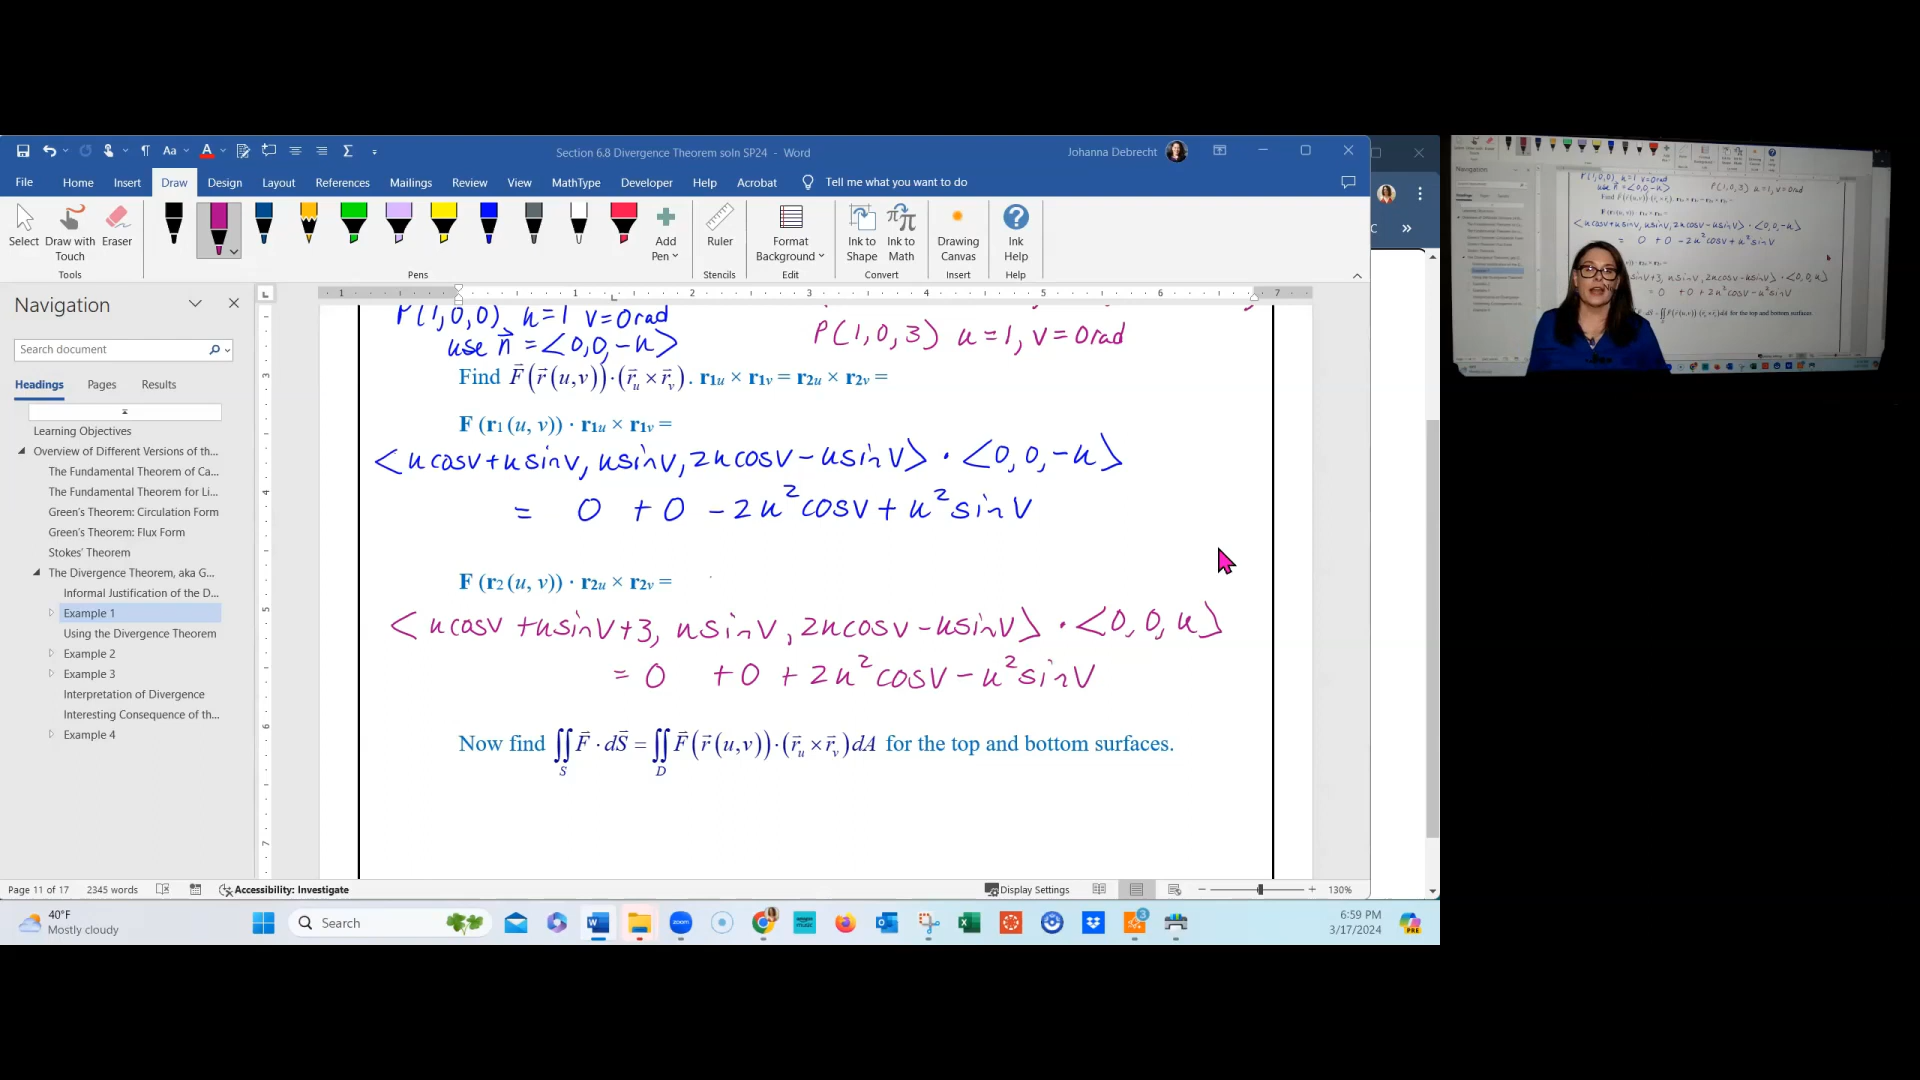 Section 6.8 Divergence Theorem soln SP24 - Word
Johanna Debrecht
File Home Insert Draw Design Layout References Mailings Review View MathType Developer Help Acrobat Tell me what you want to do
Select
Draw with Touch
Eraser
Add Pen
Ruler
Format Background
Ink to Shape
Ink to Math
Drawing Canvas
Ink Help
Tools Pens Stencils Edit Convert Insert Help
Navigation
Search document
Headings Pages Results
Learning Objectives
Overview of Different Versions of th...
The Fundamental Theorem of Ca...
The Fundamental Theorem for Li...
Green's Theorem: Circulation Form
Green's Theorem: Flux Form
Stokes' Theorem
The Divergence Theorem, aka G...
Informal Justification of the D...
Example 1
Using the Divergence Theorem
Example 2
Example 3
Interpretation of Divergence
Interesting Consequence of th...
Example 4
P(1,0,0) u=1 v=0rad
P(1,0,3) u=1, v=0rad
use n⃗ = <0,0,-u>
Find F⃗(r⃗(u,v))·(r⃗ᵤ×r⃗ᵥ). r1u × r1v = r2u × r2v =
F (r1 (u, v)) · r1u × r1v =
<ucosv+usinv, usinv, 2ucosv-usinv> · <0,0,-u>
= 0 +0 -2u²cosv+u²sinv
F (r2 (u, v)) · r2u × r2v =
<ucosv +usinv+3, usinv, 2ucosv-usinv> · <0,0,u>
= 0 +0 +2u²cosv-u²sinv
Now find ∬S F⃗·dS⃗ = ∬D F⃗(r⃗(u,v))·(r⃗ᵤ×r⃗ᵥ)dA for the top and bottom surfaces.
Page 11 of 17 2345 words Accessibility: Investigate Display Settings 130%
40°F
Mostly cloudy
Search
6:59 PM
3/17/2024